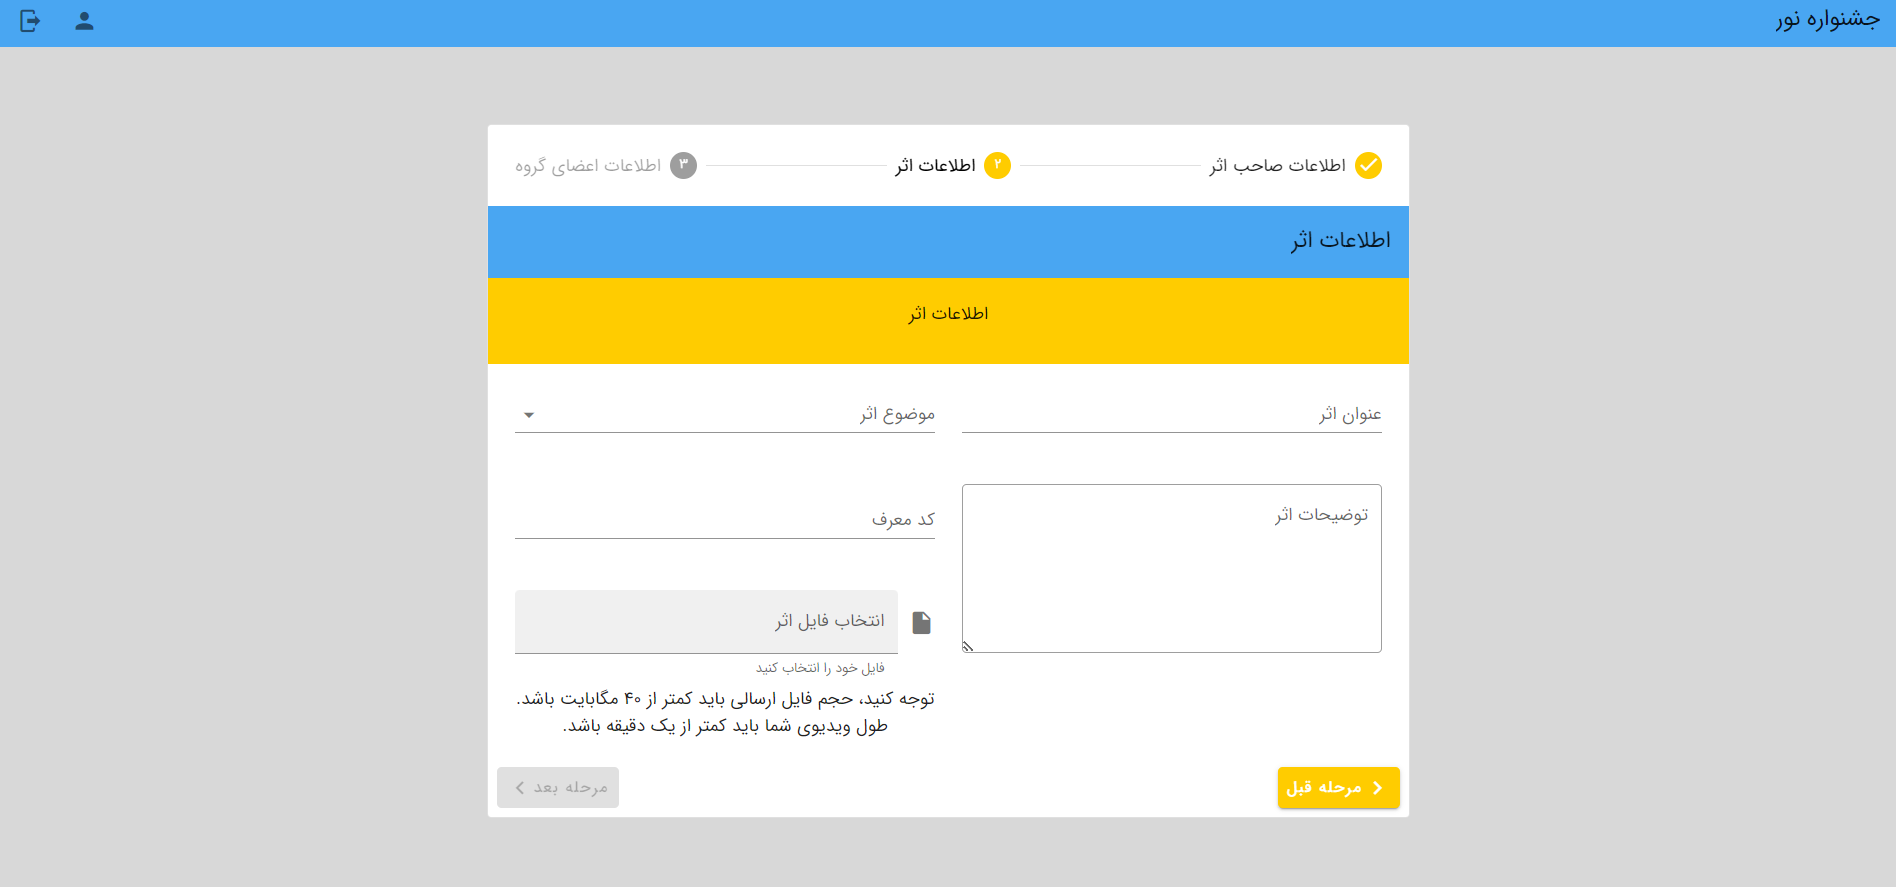 جشنواره نور
اطلاعات صاحب اثر
۲ اطلاعات اثر
۳ اطلاعات اعضای گروه
اطلاعات اثر
اطلاعات اثر
عنوان اثر
موضوع اثر
توضیحات اثر
کد معرف
انتخاب فایل اثر
فایل خود را انتخاب کنید
توجه کنید، حجم فایل ارسالی باید کمتر از ۴۰ مگابایت باشد.
طول ویدیوی شما باید کمتر از یک دقیقه باشد.
مرحله قبل
مرحله بعد